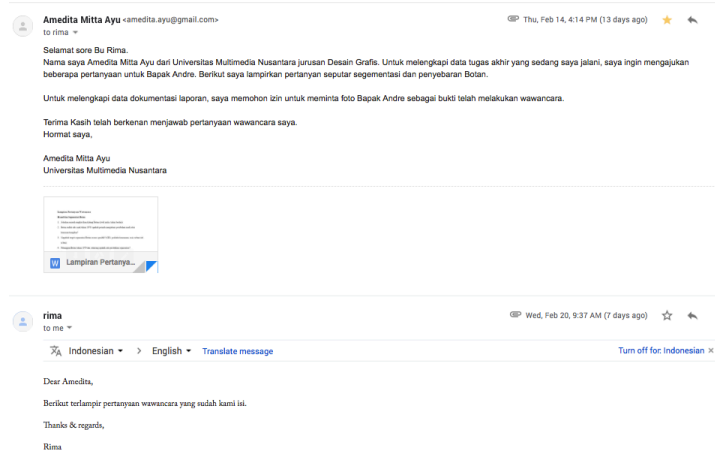 Amedita Mitta Ayu <amedita.ayu@gmail.com>
Thu, Feb 14, 4:14 PM (13 days ago)
to rima
Selamat sore Bu Rima.
Nama saya Amedita Mitta Ayu dari Universitas Multimedia Nusantara jurusan Desain Grafis. Untuk melengkapi data tugas akhir yang sedang saya jalani, saya ingin mengajukan
beberapa pertanyaan untuk Bapak Andre. Berikut saya lampirkan pertanyan seputar segementasi dan penyebaran Botan.
Untuk melengkapi data dokumentasi laporan, saya memohon izin untuk meminta foto Bapak Andre sebagai bukti telah melakukan wawancara.
Terima Kasih telah berkenan menjawab pertanyaan wawancara saya.
Hormat saya,
Amedita Mitta Ayu
Universitas Multimedia Nusantara
W Lampiran Pertanya...
rima
Wed, Feb 20, 9:37 AM (7 days ago)
to me
Indonesian > English Translate message Turn off for: Indonesian ×
Dear Amedita,
Berikut terlampir pertanyaan wawancara yang sudah kami isi.
Thanks & regards,
Rima